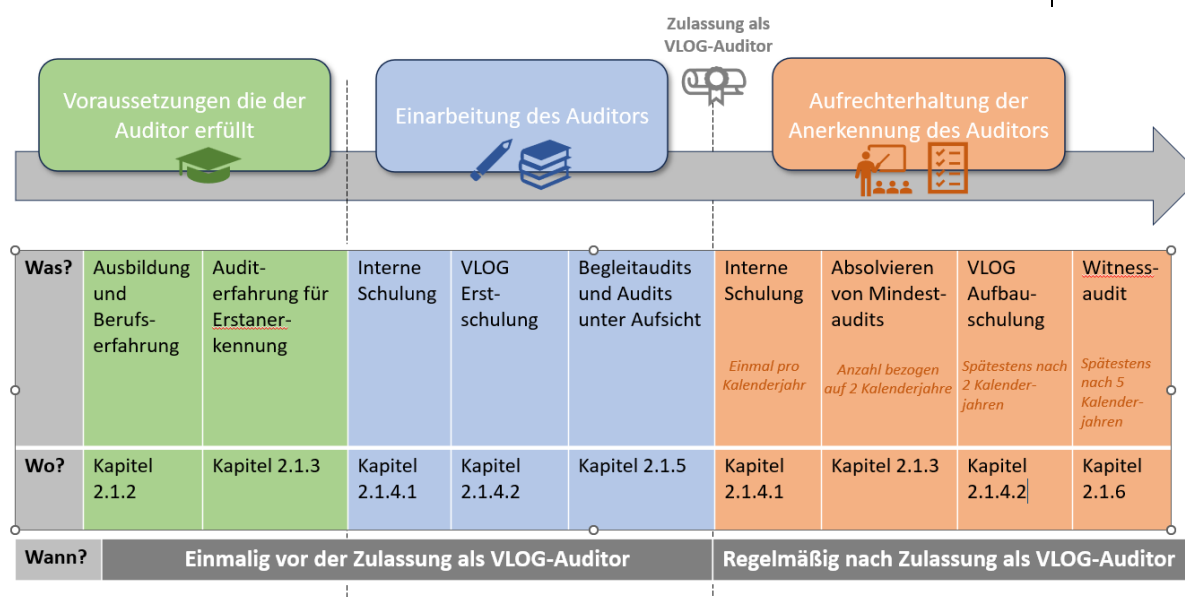 Zulassung als
VLOG-Auditor
Voraussetzungen die der
Auditor erfüllt
Einarbeitung des Auditors
Aufrechterhaltung der
Anerkennung des Auditors
Was?
Ausbildung
und
Berufs-
erfahrung
Audit-
erfahrung für
Erstaner-
kennung
Interne
Schulung
VLOG
Erst-
schulung
Begleitaudits
und Audits
unter Aufsicht
Interne
Schulung
Einmal pro
Kalenderjahr
Absolvieren
von Mindest-
audits
Anzahl bezogen
auf 2 Kalenderjahre
VLOG
Aufbau-
schulung
Spätestens nach
2 Kalender-
jahren
Witness-
audit
Spätestens
nach 5
Kalender-
jahren
Wo?
Kapitel
2.1.2
Kapitel 2.1.3
Kapitel
2.1.4.1
Kapitel
2.1.4.2
Kapitel 2.1.5
Kapitel
2.1.4.1
Kapitel 2.1.3
Kapitel
2.1.4.2
Kapitel
2.1.6
Wann?
Einmalig vor der Zulassung als VLOG-Auditor
Regelmäßig nach Zulassung als VLOG-Auditor